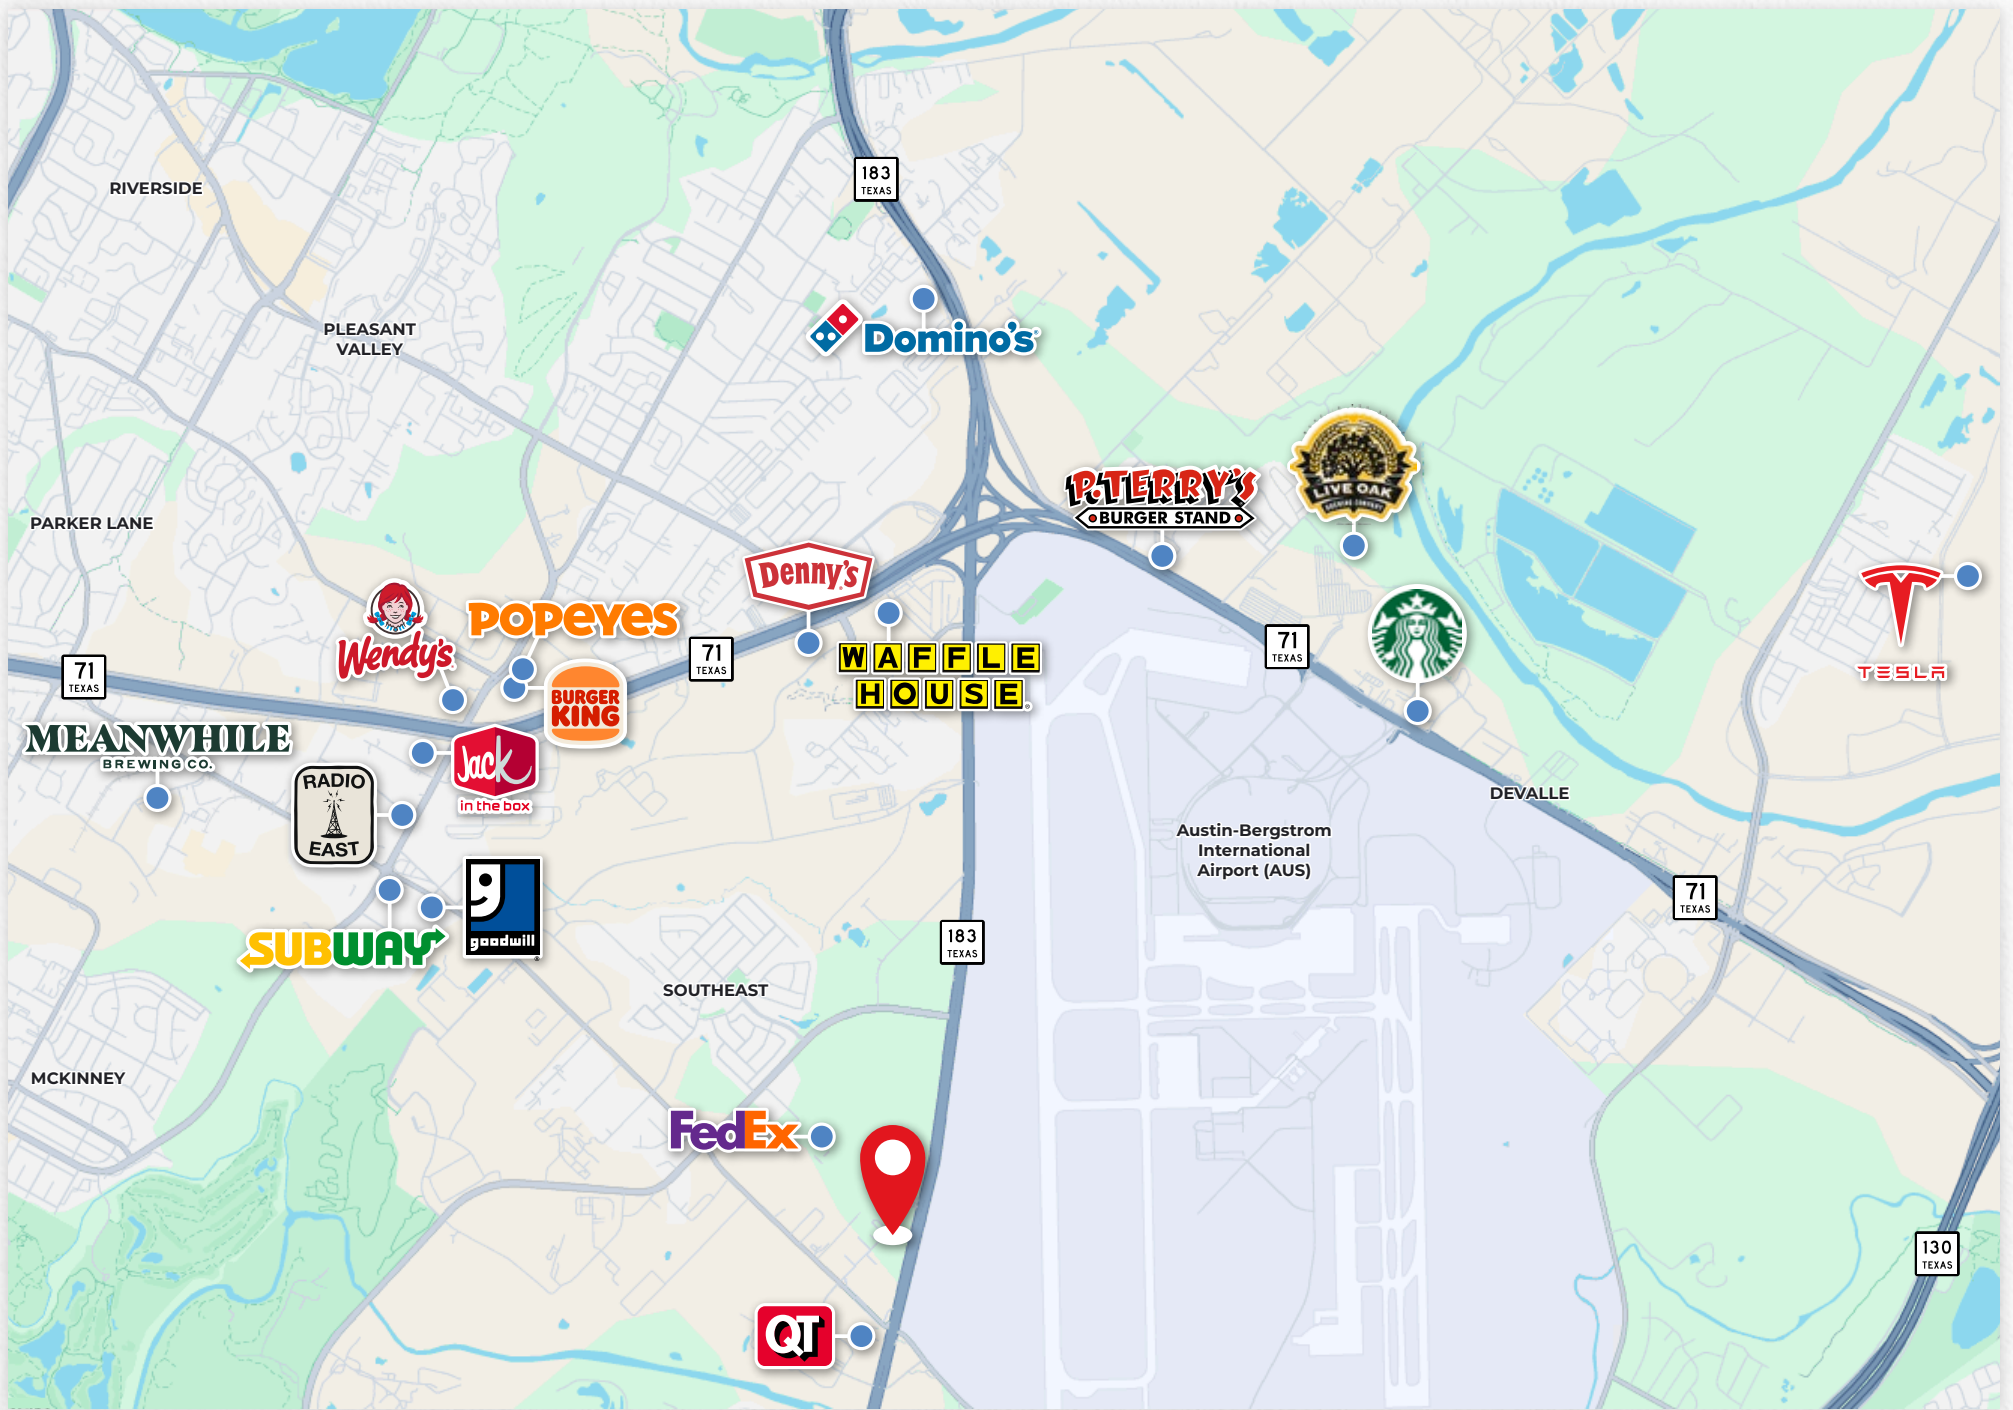 183
TEXAS
RIVERSIDE
PLEASANT
VALLEY
Domino's
P. TERRY'S
BURGER STAND
LIVE OAK
BREWING COMPANY
PARKER LANE
Denny's
Wendy's
POPEYES
BURGER
KING
71
TEXAS
71
TEXAS
WAFFLE
HOUSE
71
TEXAS
TESLA
MEANWHILE
BREWING CO.
Jack
in the box
RADIO
EAST
DEVALLE
Austin-Bergstrom
International
Airport (AUS)
71
TEXAS
goodwill
SUBWAY
183
TEXAS
SOUTHEAST
MCKINNEY
FedEx
130
TEXAS
QT